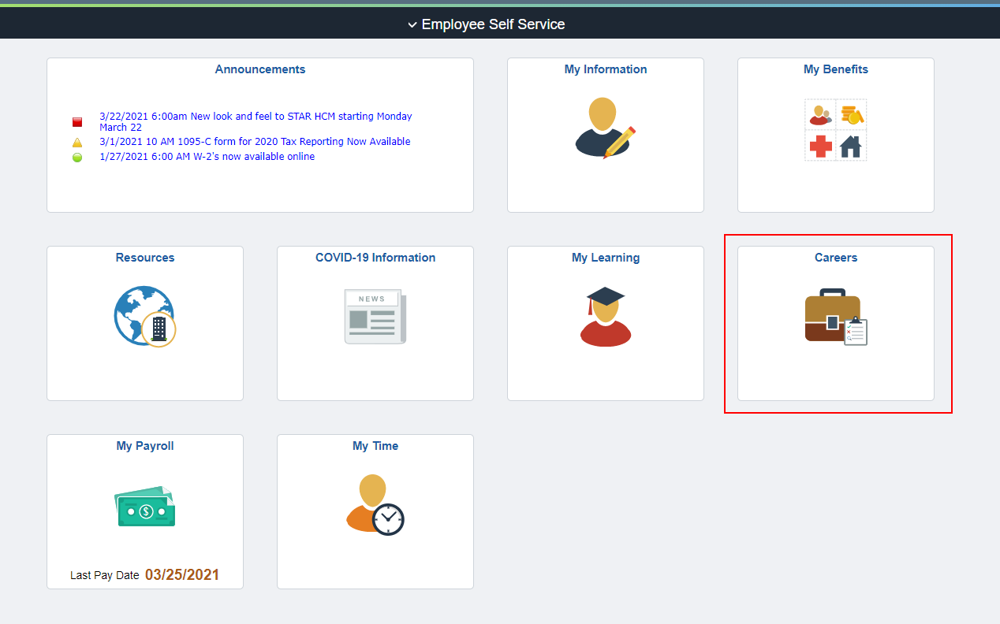 Employee Self Service
Announcements
3/22/2021 6:00am New look and feel to STAR HCM starting Monday
March 22
3/1/2021 10 AM 1095-C form for 2020 Tax Reporting Now Available
1/27/2021 6:00 AM W-2's now available online
My Information
My Benefits
Resources
COVID-19 Information
NEWS
My Learning
Careers
My Payroll
$
Last Pay Date 03/25/2021
My Time